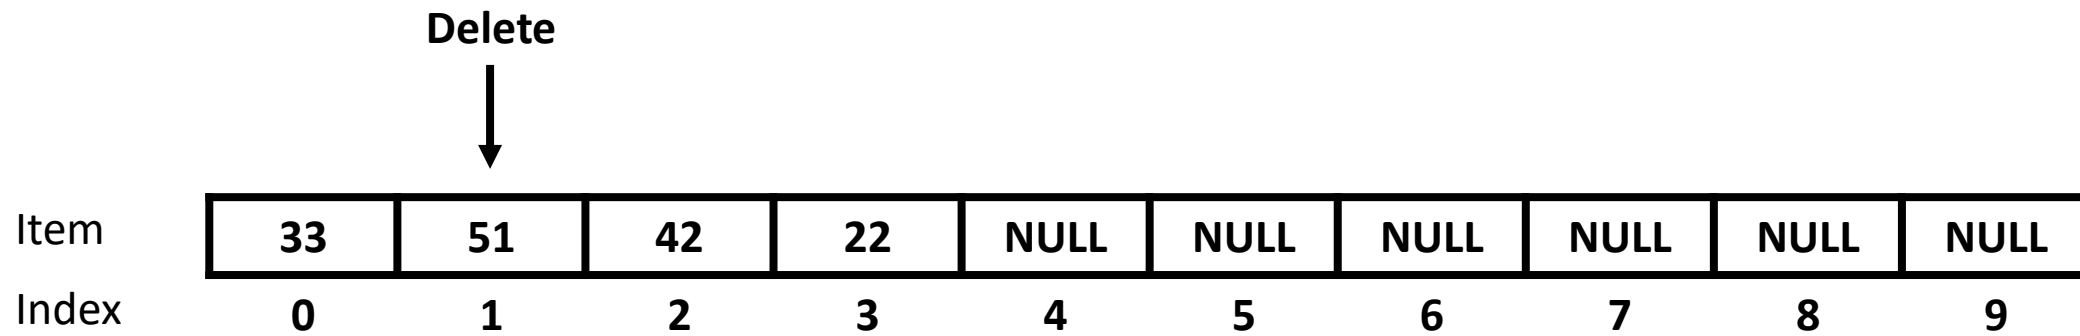 Delete
Item 33 51 42 22 NULL NULL NULL NULL NULL NULL
Index 0 1 2 3 4 5 6 7 8 9